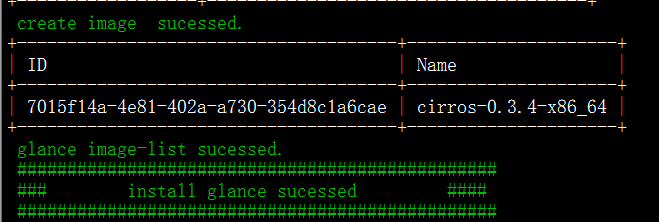 +------------------+--------------------------------------+
create image  sucessed.
+--------------------------------------+---------------------+
| ID                                   | Name                |
+--------------------------------------+---------------------+
| 7015f14a-4e81-402a-a730-354d8c1a6cae | cirros-0.3.4-x86_64 |
+--------------------------------------+---------------------+
glance image-list sucessed.
################################################
###        install glance sucessed         ####
################################################